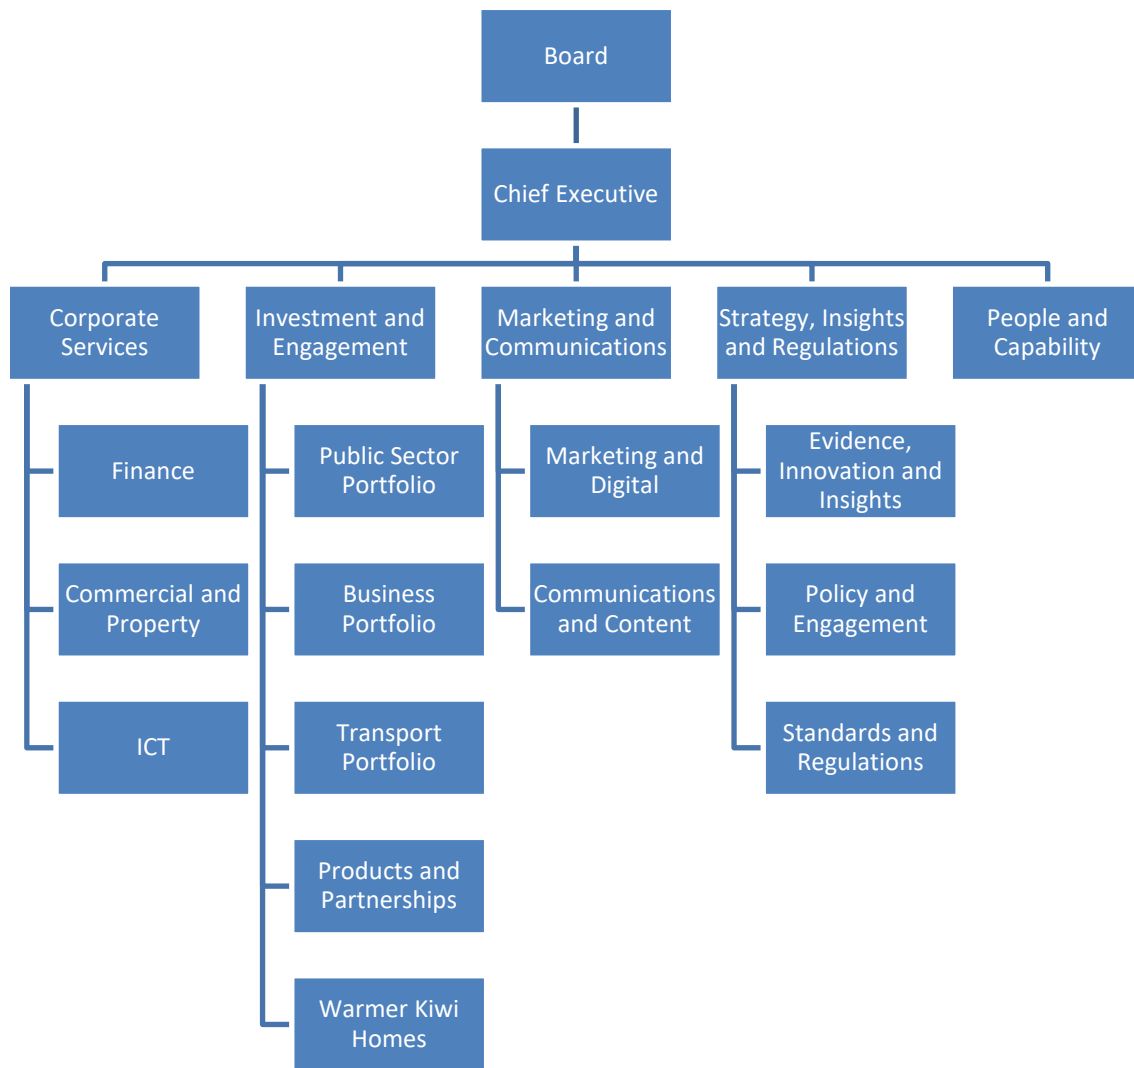 Board
Chief Executive
Corporate
Services
Investment and
Engagement
Marketing and
Communications
Strategy, Insights
and Regulations
People and
Capability
Finance
Commercial and
Property
ICT
Public Sector
Portfolio
Business
Portfolio
Transport
Portfolio
Products and
Partnerships
Warmer Kiwi
Homes
Marketing and
Digital
Communications
and Content
Evidence,
Innovation and
Insights
Policy and
Engagement
Standards and
Regulations